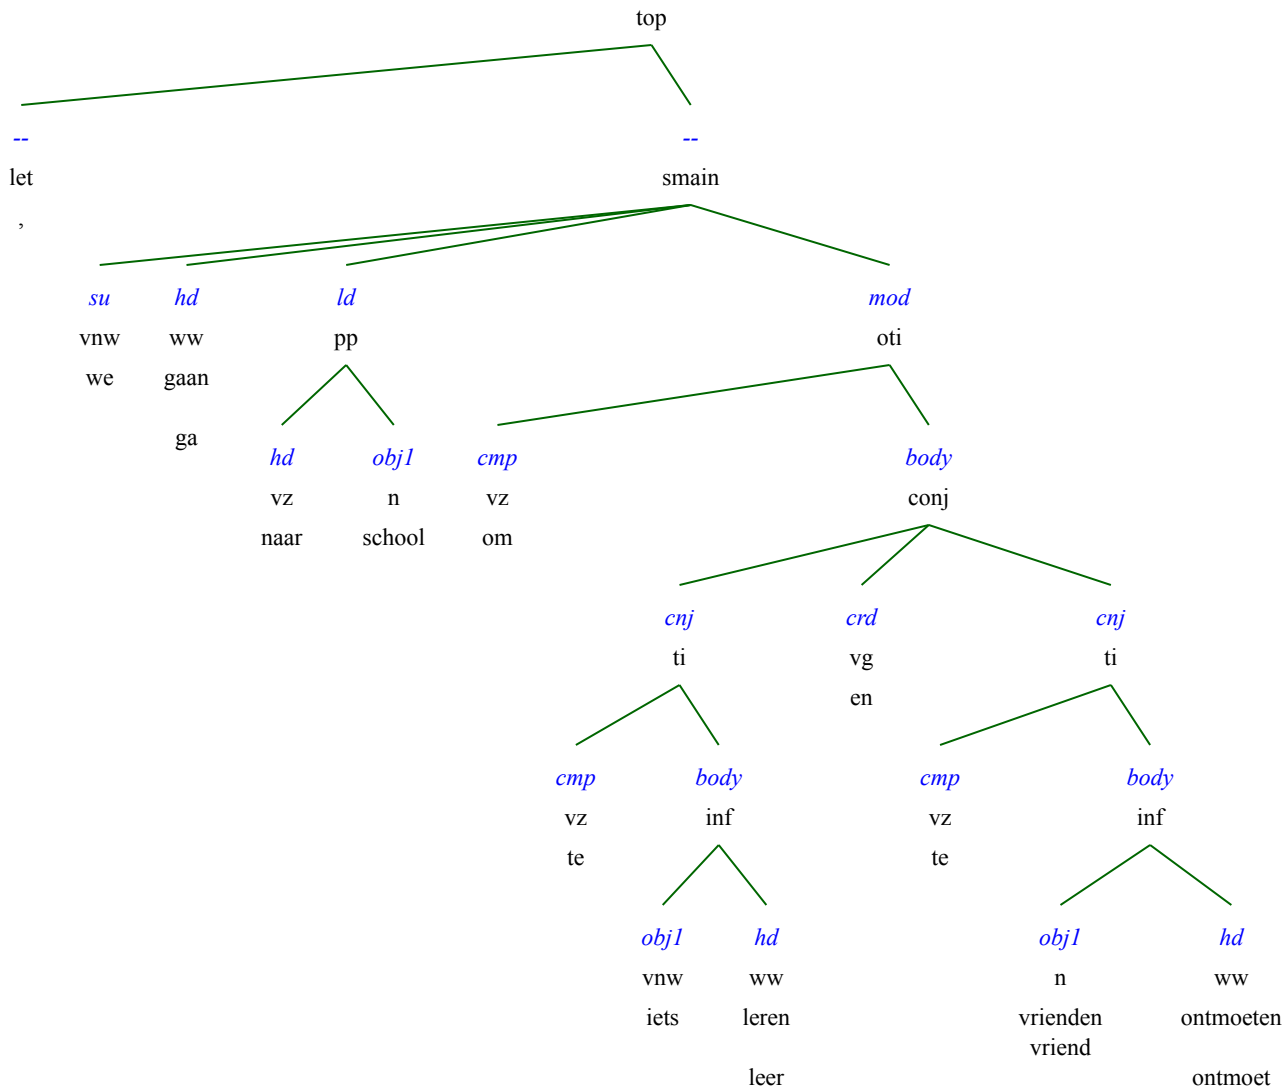 top
-- --
let smain
,
su hd ld mod
vnw ww pp oti
we gaan
ga
hd obj1 cmp body
vz n vz conj
naar school om
cnj crd cnj
ti vg ti
en
cmp body cmp body
vz inf vz inf
te te
obj1 hd obj1 hd
vnw ww n ww
iets leren vrienden ontmoeten
vriend
leer ontmoet